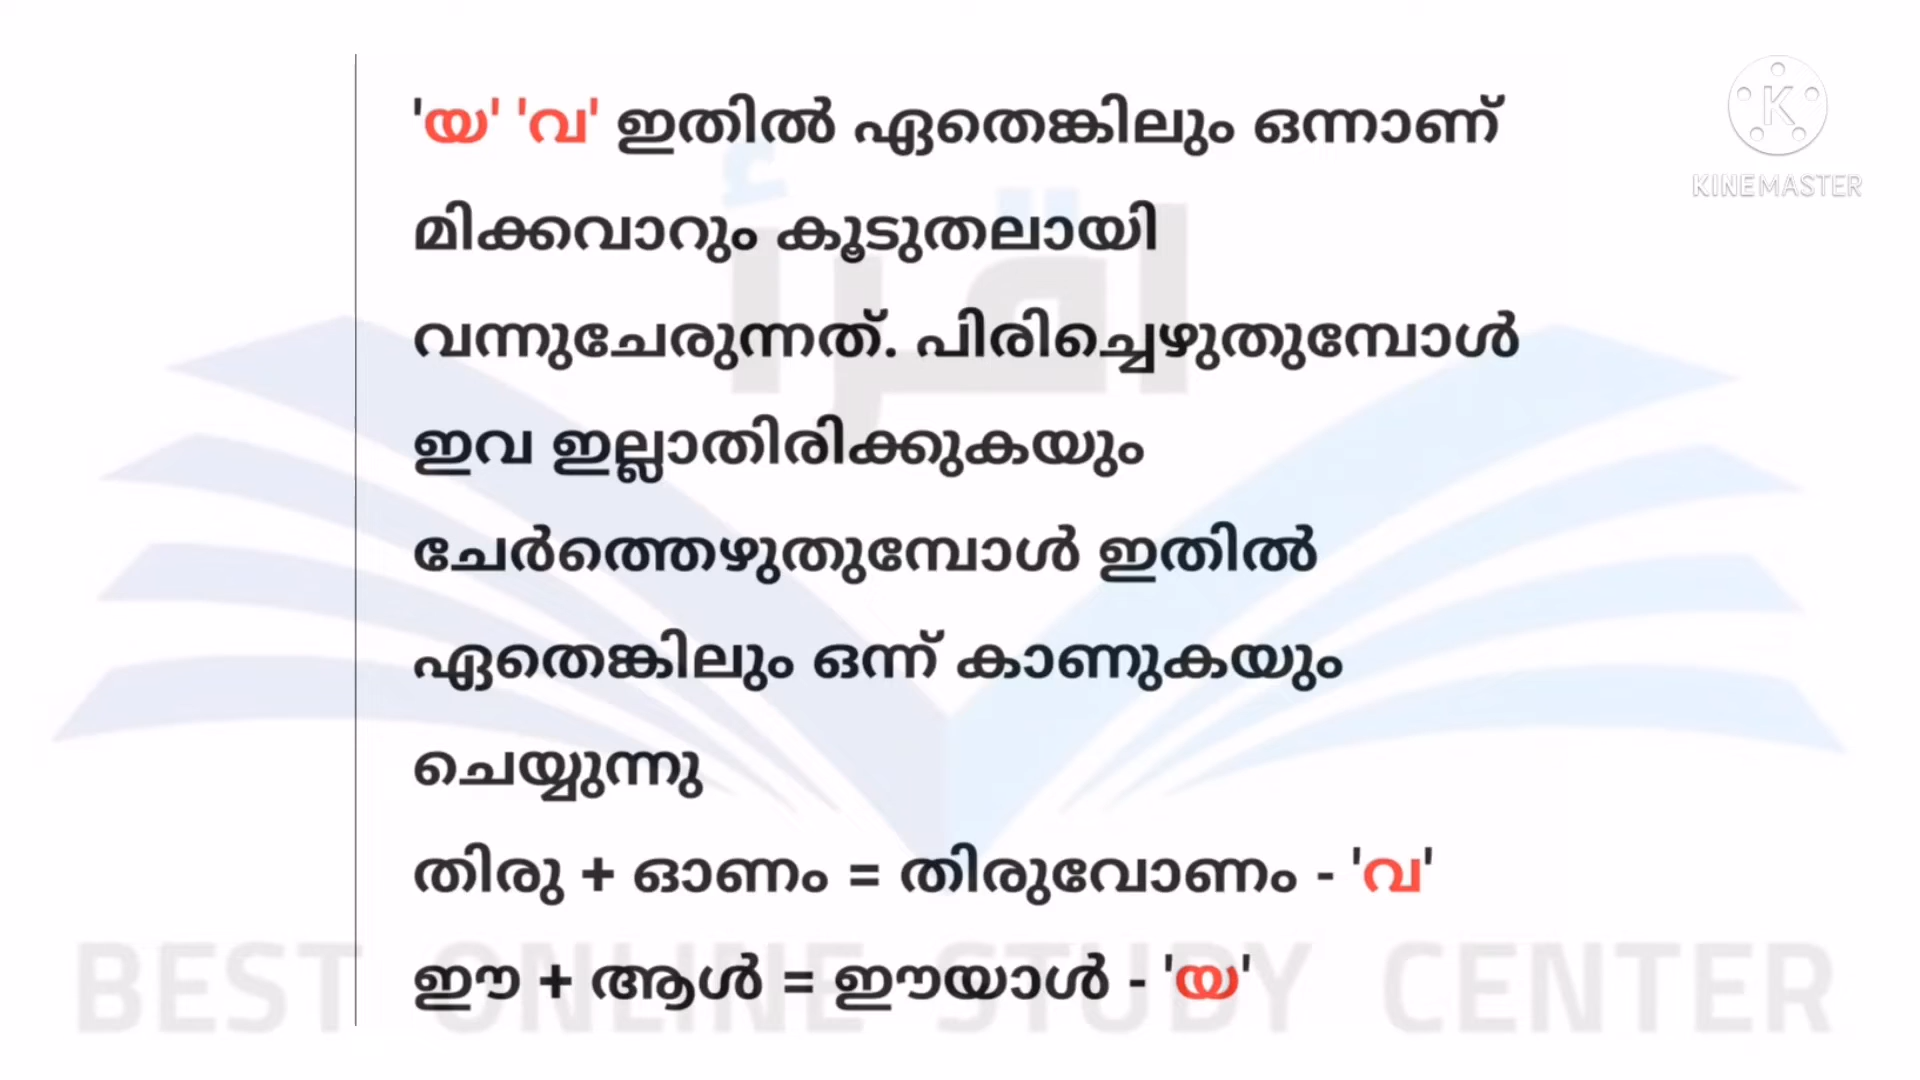 'യ' 'വ' ഇതിൽ ഏതെങ്കിലും ഒന്നാണ്
മിക്കവാറും കൂടുതലായി
വന്നുചേരുന്നത്. പിരിച്ചെഴുതുമ്പോൾ
ഇവ ഇല്ലാതിരിക്കുകയും
ചേർത്തെഴുതുമ്പോൾ ഇതിൽ
ഏതെങ്കിലും ഒന്ന് കാണുകയും
ചെയ്യുന്നു
തിരു + ഓണം = തിരുവോണം - 'വ'
ഈ + ആൾ = ഈയാൾ - 'യ'
K
KINEMASTER
اقرأ
BEST ONLINE STUDY CENTER